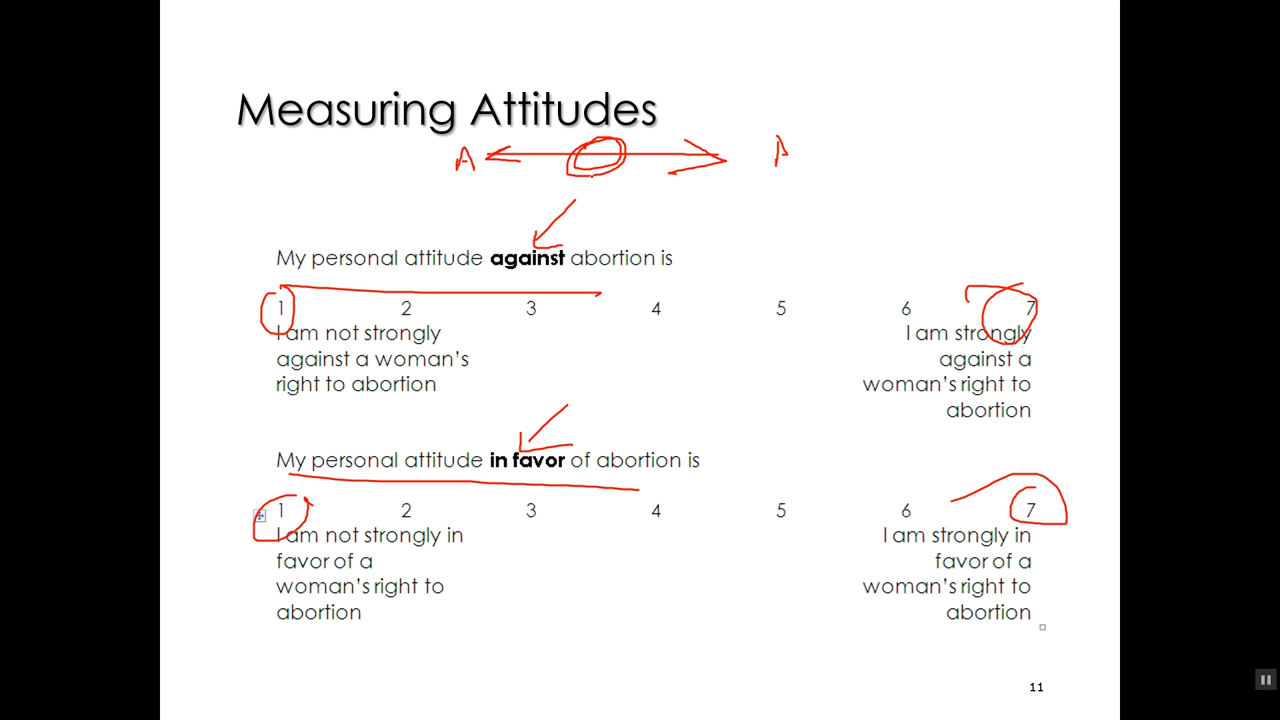 Measuring Attitudes
A
My personal attitude against abortion is
1 2 3 4 5 6 7
I am not strongly
against a woman's
right to abortion
I am strongly
against a
woman's right to
abortion
My personal attitude in favor of abortion is
1 2 3 4 5 6 7
I am not strongly in
favor of a
woman's right to
abortion
I am strongly in
favor of a
woman's right to
abortion
11